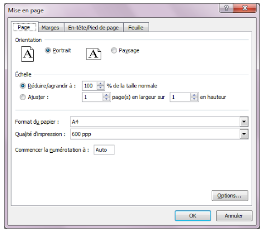 Mise en page
Page Marges En-tête/Pied de page Feuille
Orientation
A Portrait A Paysage
Échelle
Réduire/agrandir à : 100 % de la taille normale
Ajuster : 1 page(s) en largeur sur 1 en hauteur
Format du papier : A4
Qualité d'impression : 600 ppp
Commencer la numérotation à : Auto
Options...
OK Annuler